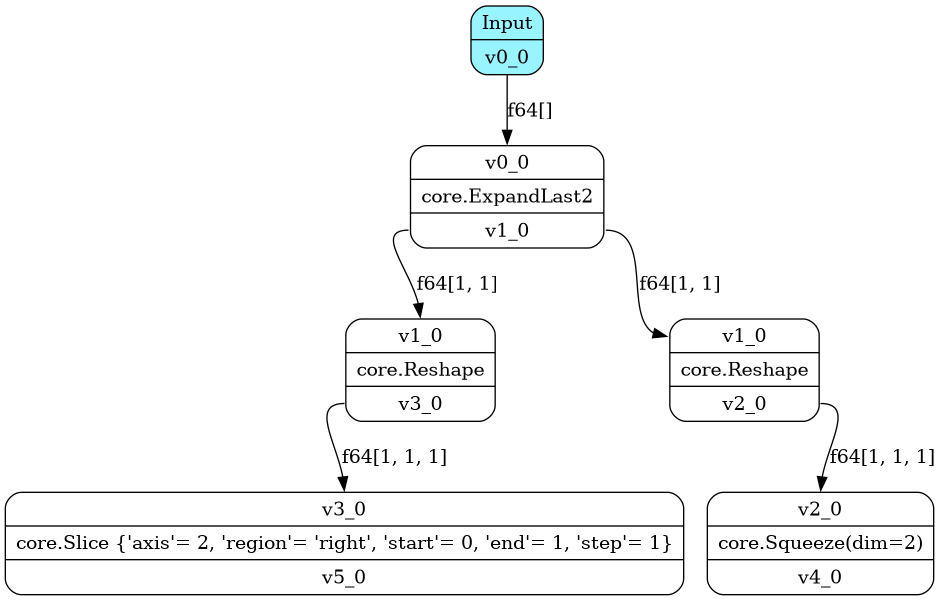 Input
v0_0
f64[]
v0_0
core.ExpandLast2
v1_0
f64[1, 1]
f64[1, 1]
v1_0
core.Reshape
v3_0
v1_0
core.Reshape
v2_0
f64[1, 1, 1]
f64[1, 1, 1]
v3_0
core.Slice {'axis'= 2, 'region'= 'right', 'start'= 0, 'end'= 1, 'step'= 1}
v5_0
v2_0
core.Squeeze(dim=2)
v4_0